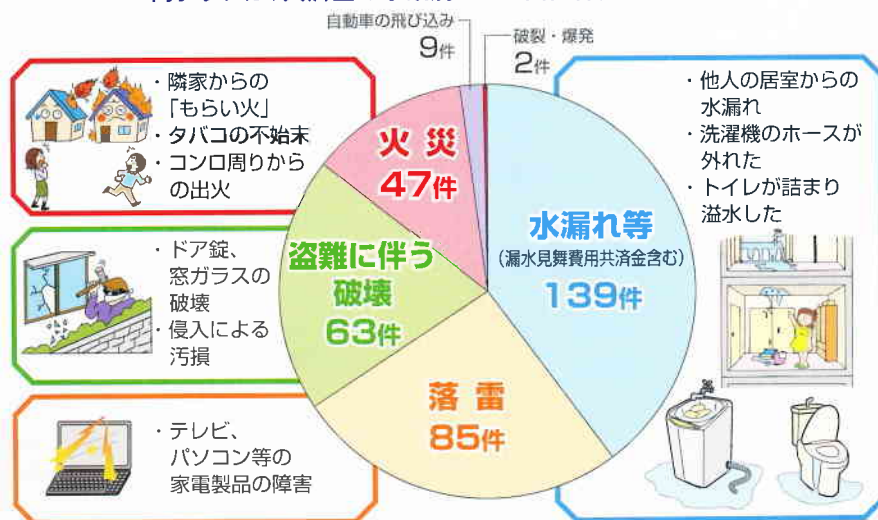 自動車の飛び込み
9件
破裂・爆発
2件
・隣家からの
「もらい火」
・タバコの不始末
・コンロ周りから
の出火
火災
47件
・他人の居室からの
水漏れ
・洗濯機のホースが
外れた
・トイレが詰まり
溢水した
水漏れ等
(漏水見舞費用共済金含む)
139件
・ドア錠、
窓ガラスの
破壊
・侵入による
汚損
盗難に伴う
破壊
63件
落雷
85件
・テレビ、
パソコン等の
家電製品の障害